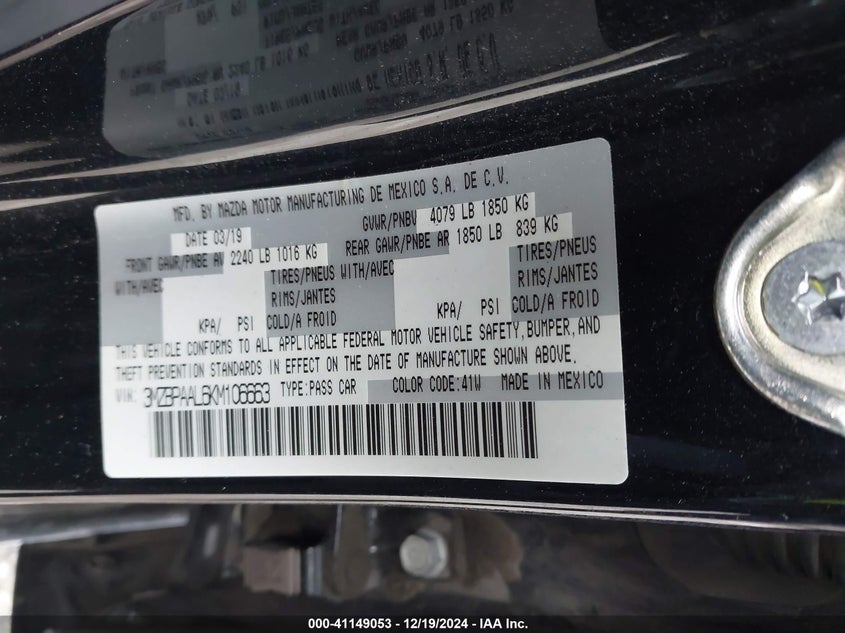 MFD. BY MAZDA MOTOR MANUFACTURING DE MEXICO S.A. DE C.V.
DATE 03/19 GVWR/PNBV 4079 LB 1850 KG
FRONT GAWR/PNBE AV 2240 LB 1016 KG REAR GAWR/PNBE AR 1850 LB 839 KG
WITH/AVEC TIRES/PNEUS WITH/AVEC TIRES/PNEUS
RIMS/JANTES RIMS/JANTES
KPA/ PSI COLD/A FROID KPA/ PSI COLD/A FROID
THIS VEHICLE CONFORMS TO ALL APPLICABLE FEDERAL MOTOR VEHICLE SAFETY, BUMPER, AND
THEFT PREVENTION STANDARDS IN EFFECT ON THE DATE OF MANUFACTURE SHOWN ABOVE.
VIN: 3MZBPAAL6KM106663 TYPE:PASS CAR COLOR CODE:41W MADE IN MEXICO
000-41149053 - 12/19/2024 - IAA Inc.